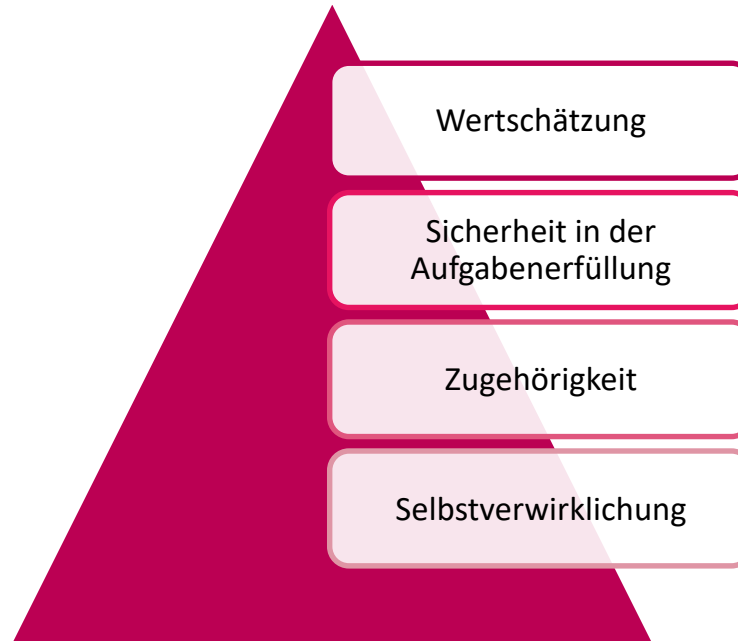 Wertschätzung
Sicherheit in der
Aufgabenerfüllung
Zugehörigkeit
Selbstverwirklichung